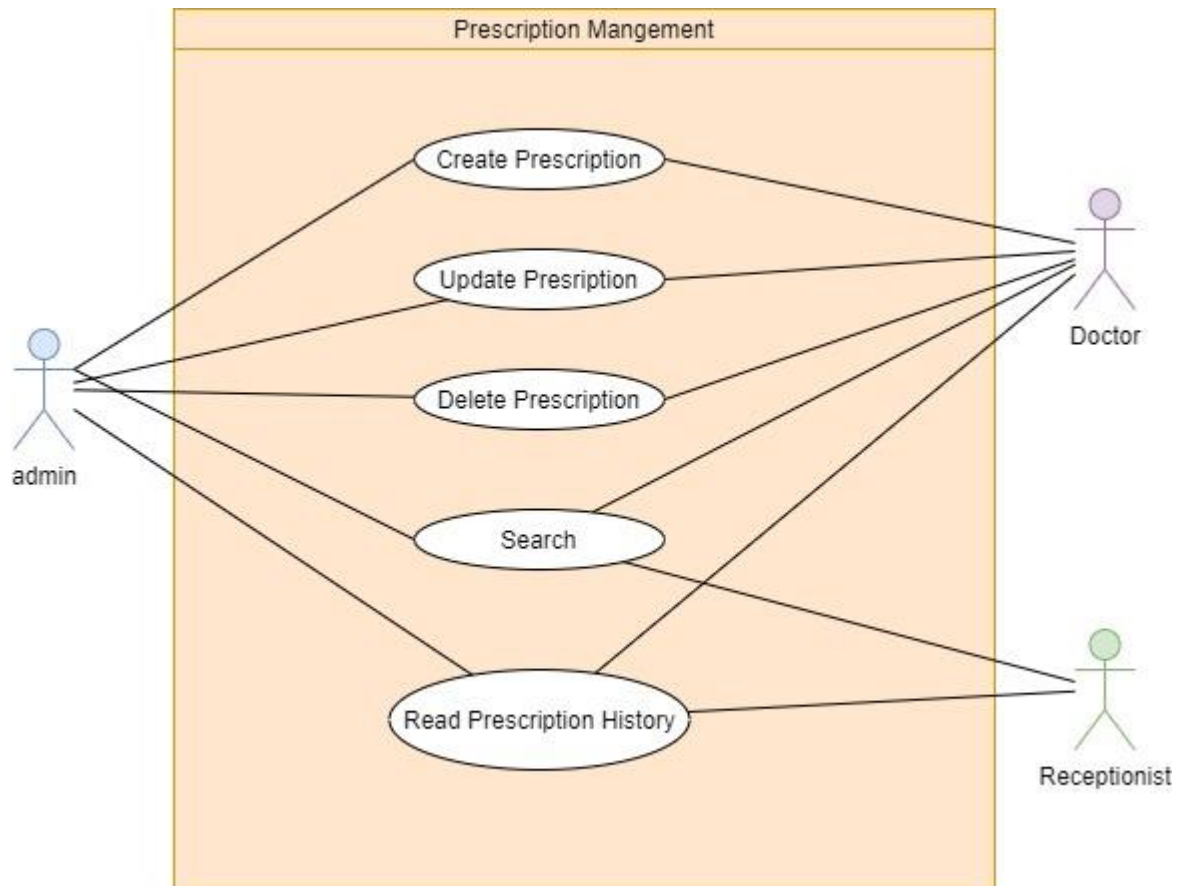 Prescription Mangement
Create Prescription
Update Presription
Doctor
Delete Prescription
admin
Search
Read Prescription History
Receptionist